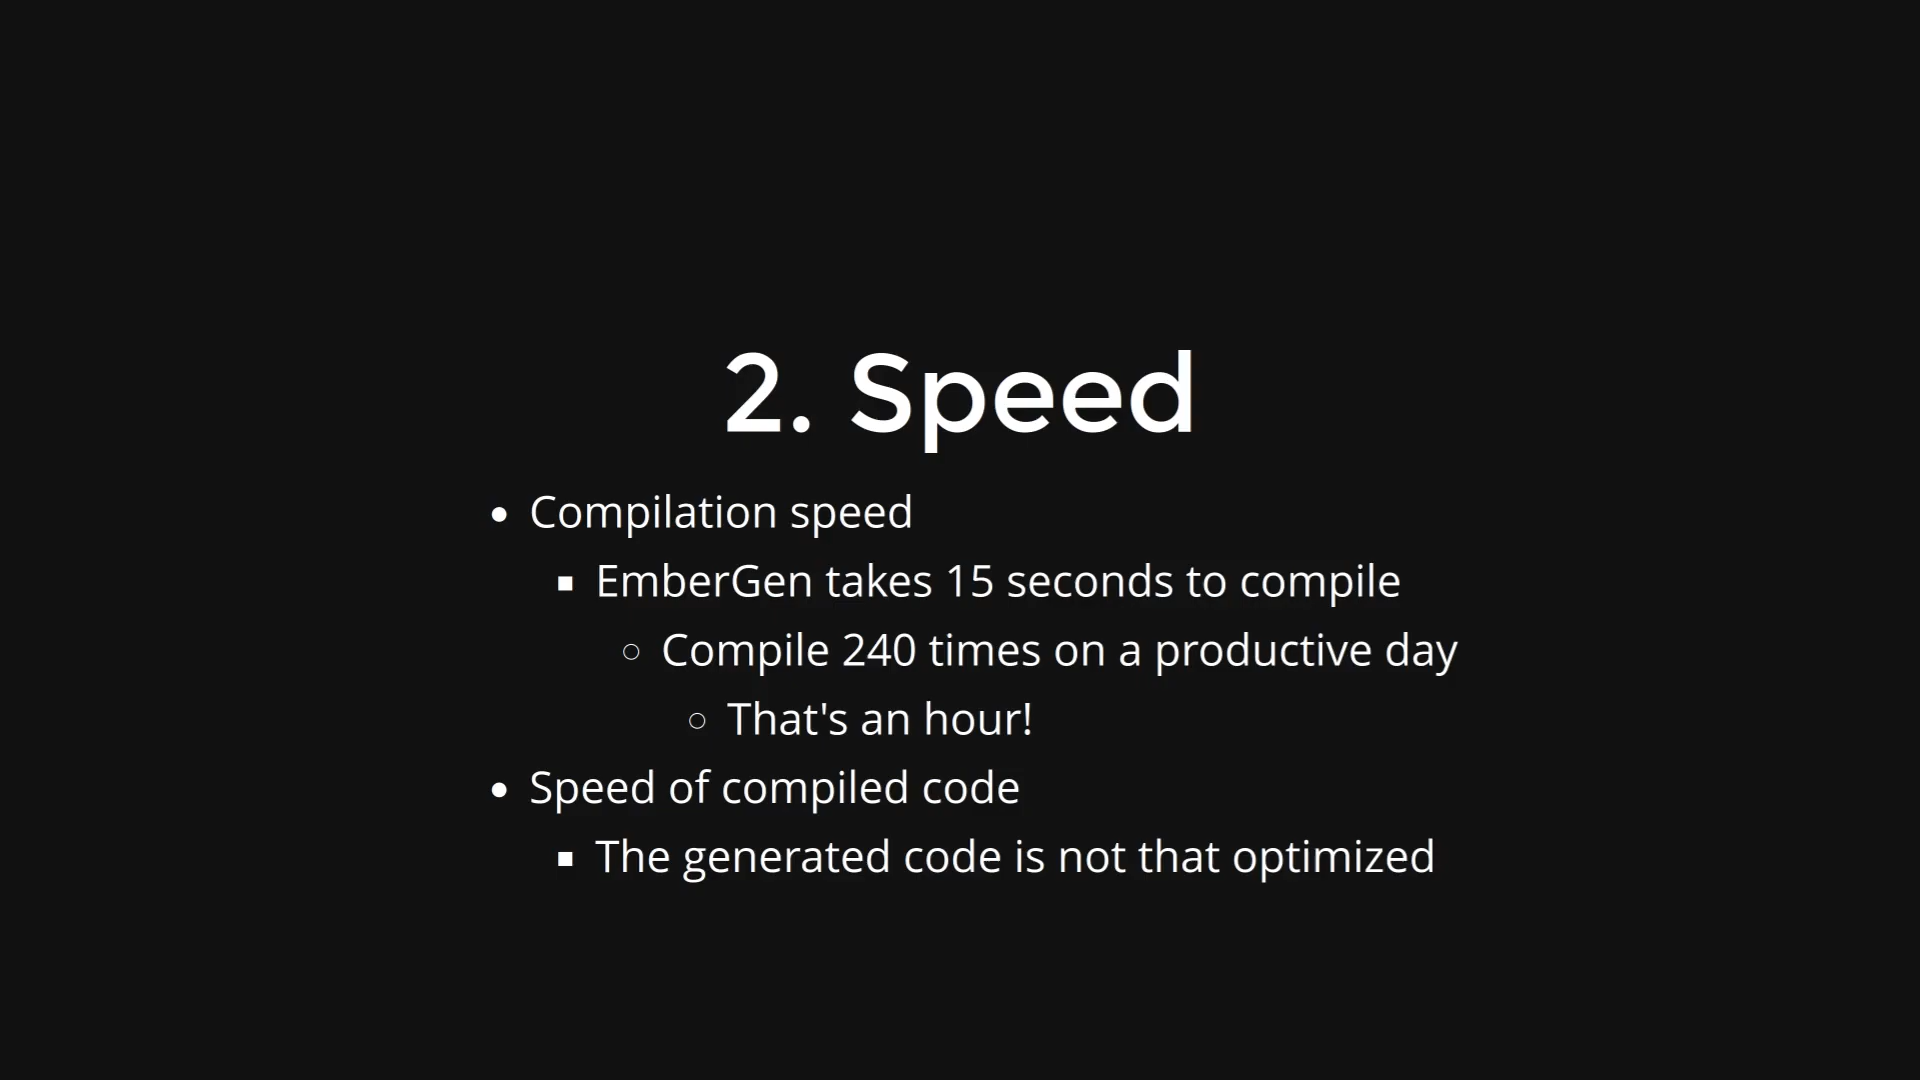 2. Speed
Compilation speed
EmberGen takes 15 seconds to compile
Compile 240 times on a productive day
That's an hour!
Speed of compiled code
The generated code is not that optimized